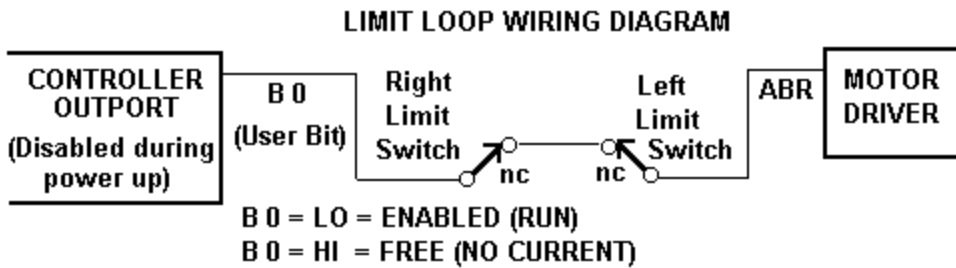 LIMIT LOOP WIRING DIAGRAM
CONTROLLER
OUTPORT
(Disabled during
power up)
B 0
(User Bit)
Right
Limit
Switch
nc
Left
Limit
Switch
nc
ABR
MOTOR
DRIVER
B 0 = LO = ENABLED (RUN)
B 0 = HI = FREE (NO CURRENT)